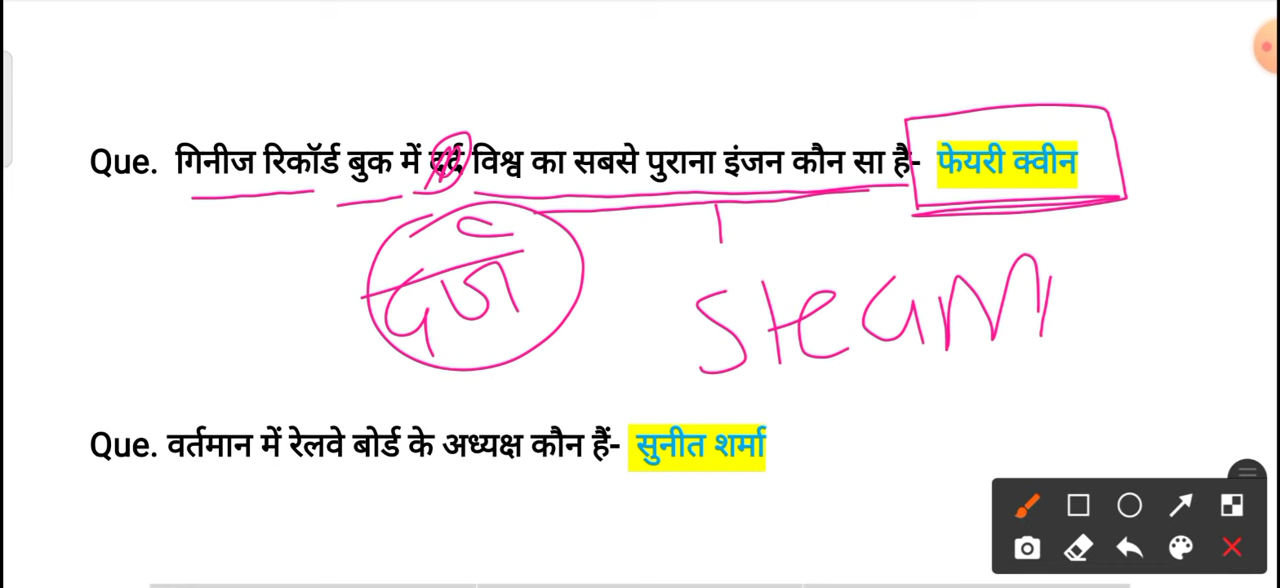 Que. गिनीज रिकॉर्ड बुक में दर्द विश्व का सबसे पुराना इंजन कौन सा है- फेयरी क्वीन
दर्ज
Steam
Que. वर्तमान में रेलवे बोर्ड के अध्यक्ष कौन हैं- सुनीत शर्मा